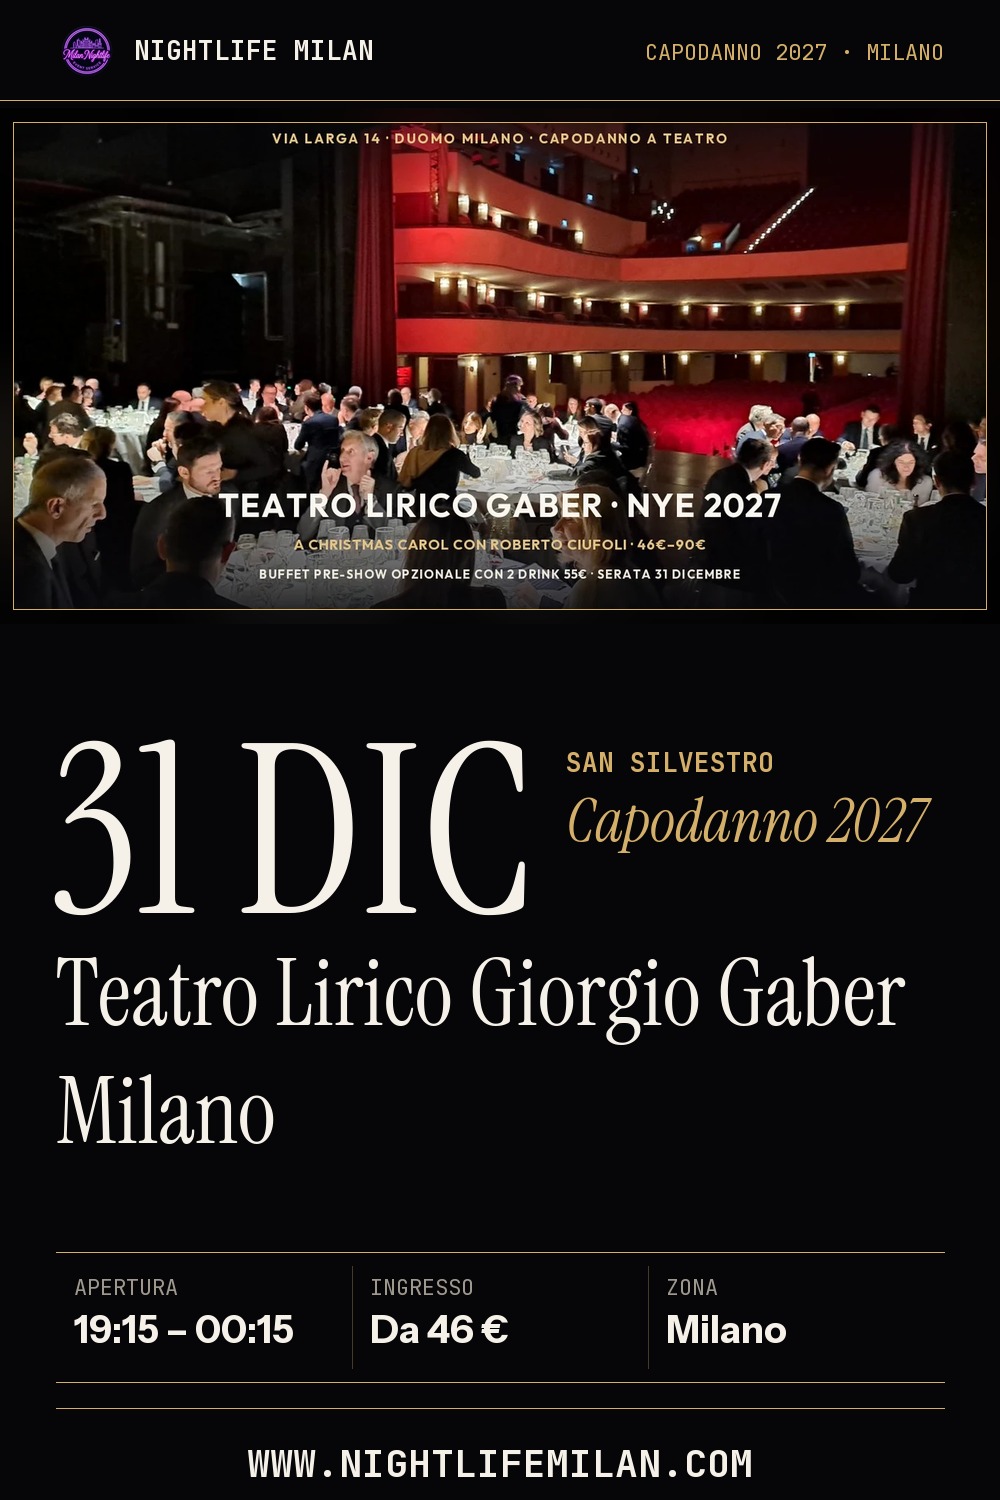 Milan Nightlife
NIGHTLIFE MILAN
CAPODANNO 2027 · MILANO
VIA LARGA 14 · DUOMO MILANO · CAPODANNO A TEATRO
TEATRO LIRICO GABER · NYE 2027
A CHRISTMAS CAROL CON ROBERTO CIUFOLI · 46€–90€
BUFFET PRE-SHOW OPZIONALE CON 2 DRINK 55€ · SERATA 31 DICEMBRE
31 DIC
SAN SILVESTRO
Capodanno 2027
Teatro Lirico Giorgio Gaber
Milano
APERTURA
19:15 – 00:15
INGRESSO
Da 46 €
ZONA
Milano
WWW.NIGHTLIFEMILAN.COM